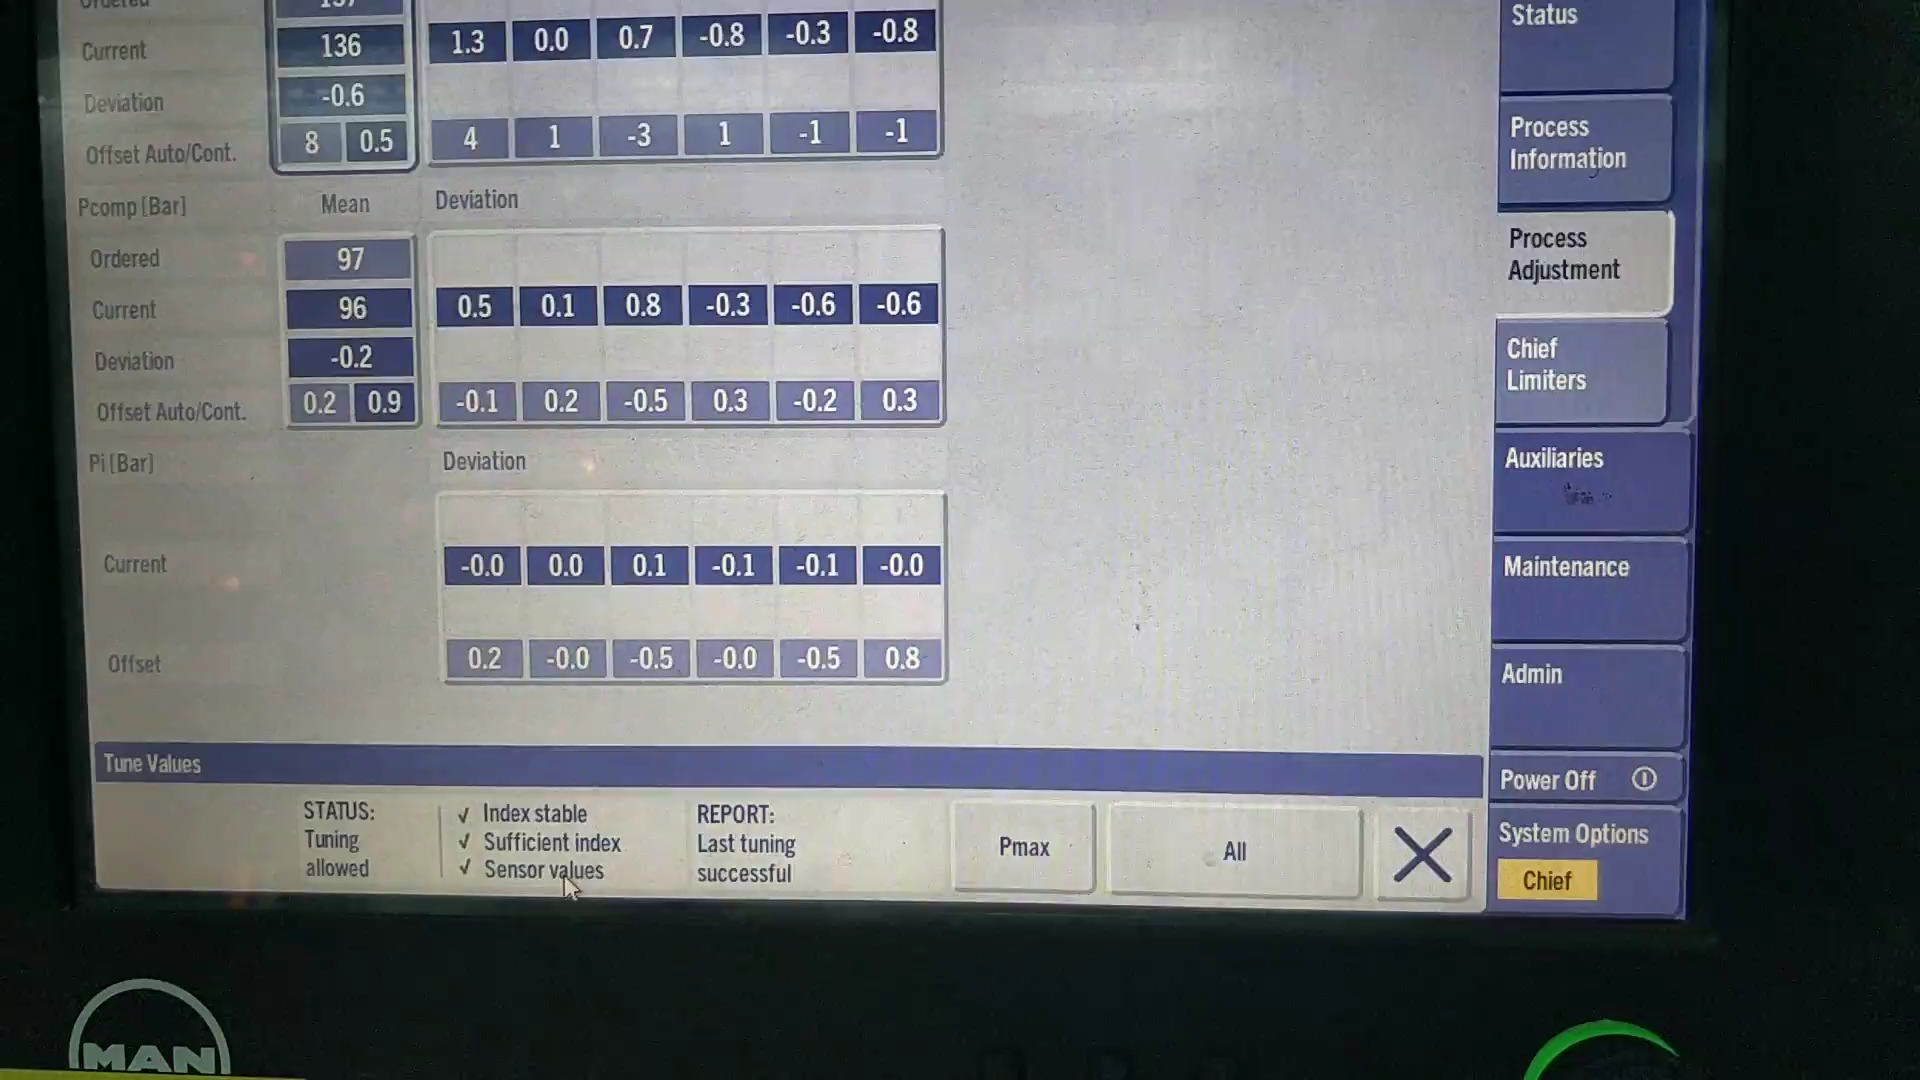 Ordered 137
Current 136 1.3 0.0 0.7 -0.8 -0.3 -0.8
Deviation -0.6
Offset Auto/Cont. 8 0.5 4 1 -3 1 -1 -1
Pcomp [Bar] Mean Deviation
Ordered 97
Current 96 0.5 0.1 0.8 -0.3 -0.6 -0.6
Deviation -0.2
Offset Auto/Cont. 0.2 0.9 -0.1 0.2 -0.5 0.3 -0.2 0.3
Pi [Bar] Deviation
Current -0.0 0.0 0.1 -0.1 -0.1 -0.0
Offset 0.2 -0.0 -0.5 -0.0 -0.5 0.8
Tune Values
STATUS:
Tuning
allowed
✓ Index stable
✓ Sufficient index
✓ Sensor values
REPORT:
Last tuning
successful
Pmax
All
Status
Process
Information
Process
Adjustment
Chief
Limiters
Auxiliaries
Maintenance
Admin
Power Off
System Options
Chief
MAN